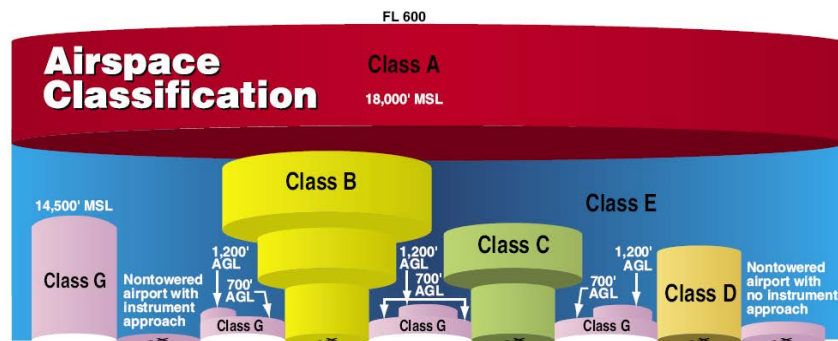 FL 600
Airspace
Classification
Class A
18,000' MSL
Class B
14,500' MSL
Class E
1,200'
AGL
1,200'
AGL
Class C
1,200'
AGL
Class G
Nontowered
airport with
instrument
approach
700'
AGL
700'
AGL
700'
AGL
Class D
Nontowered
airport with
no instrument
approach
Class G
Class G
Class G